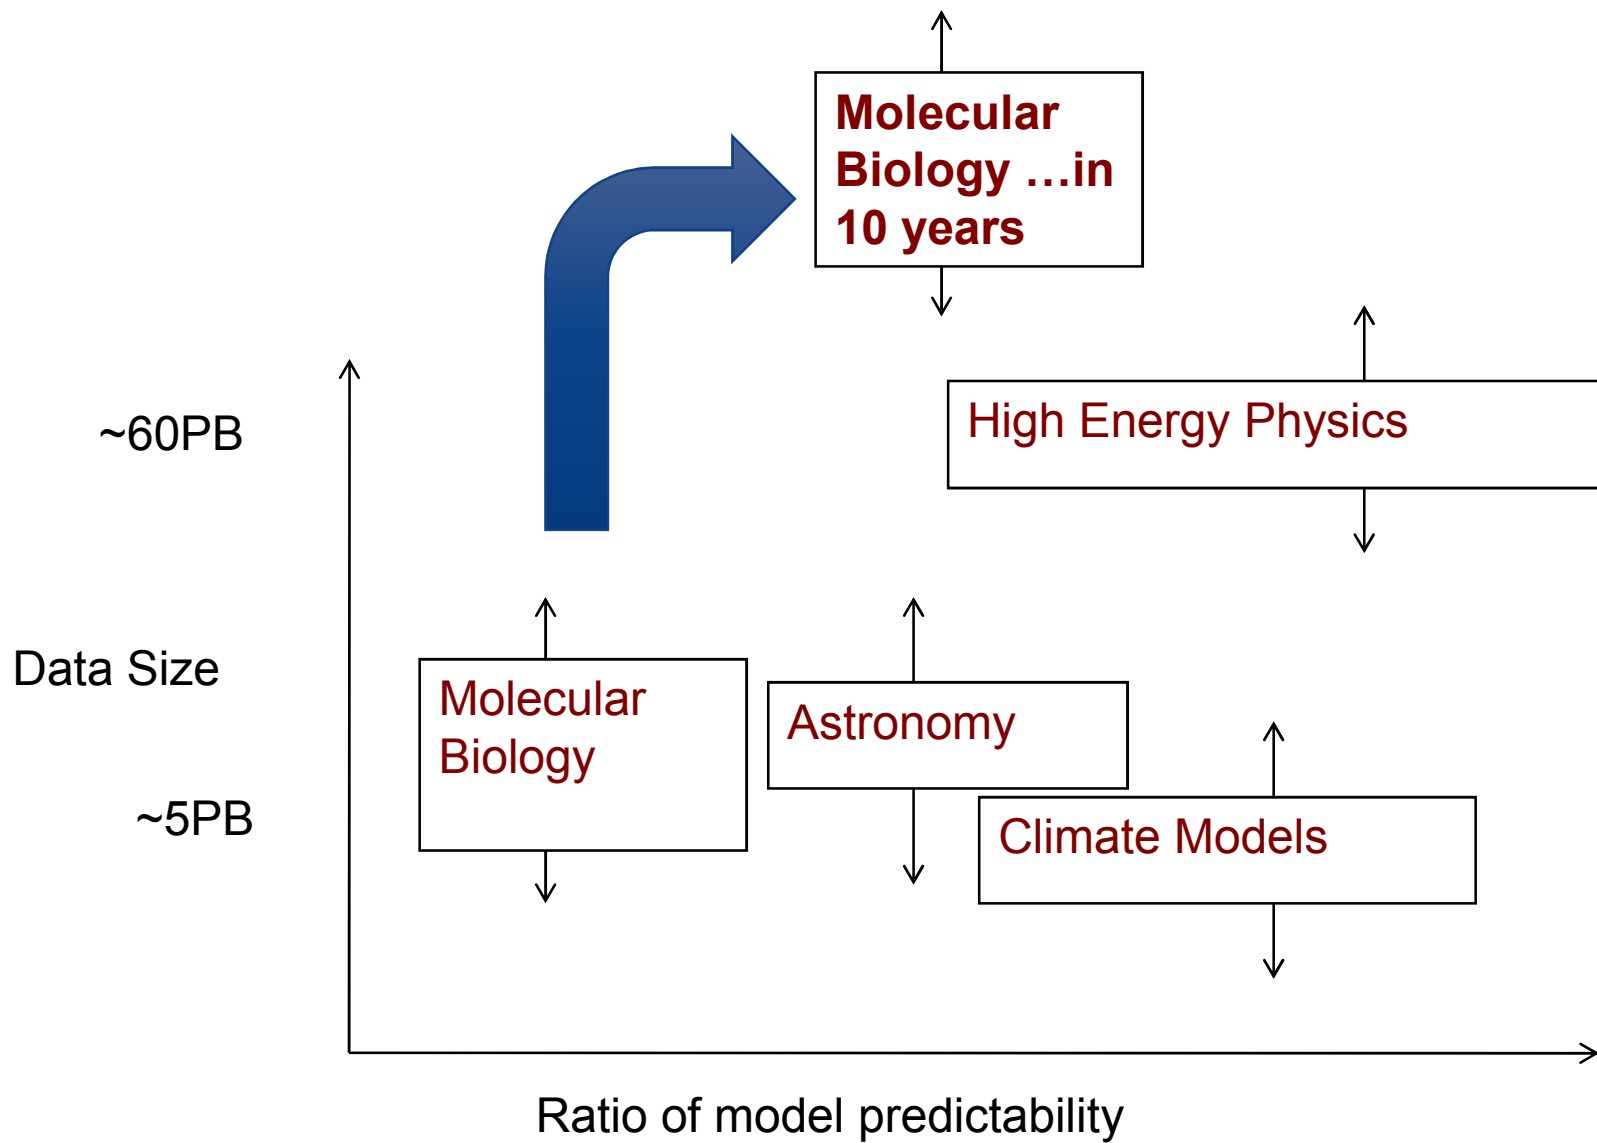 Molecular
Biology …in
10 years
~60PB
High Energy Physics
Data Size
Molecular
Biology
Astronomy
~5PB
Climate Models
Ratio of model predictability